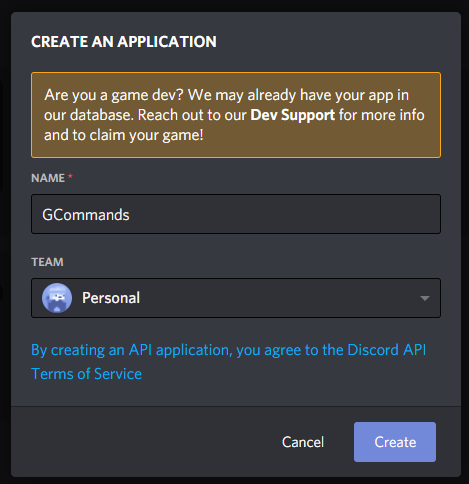 CREATE AN APPLICATION
Are you a game dev? We may already have your app in
our database. Reach out to our Dev Support for more info
and to claim your game!
NAME *
GCommands
TEAM
Personal
By creating an API application, you agree to the Discord API
Terms of Service
Cancel
Create